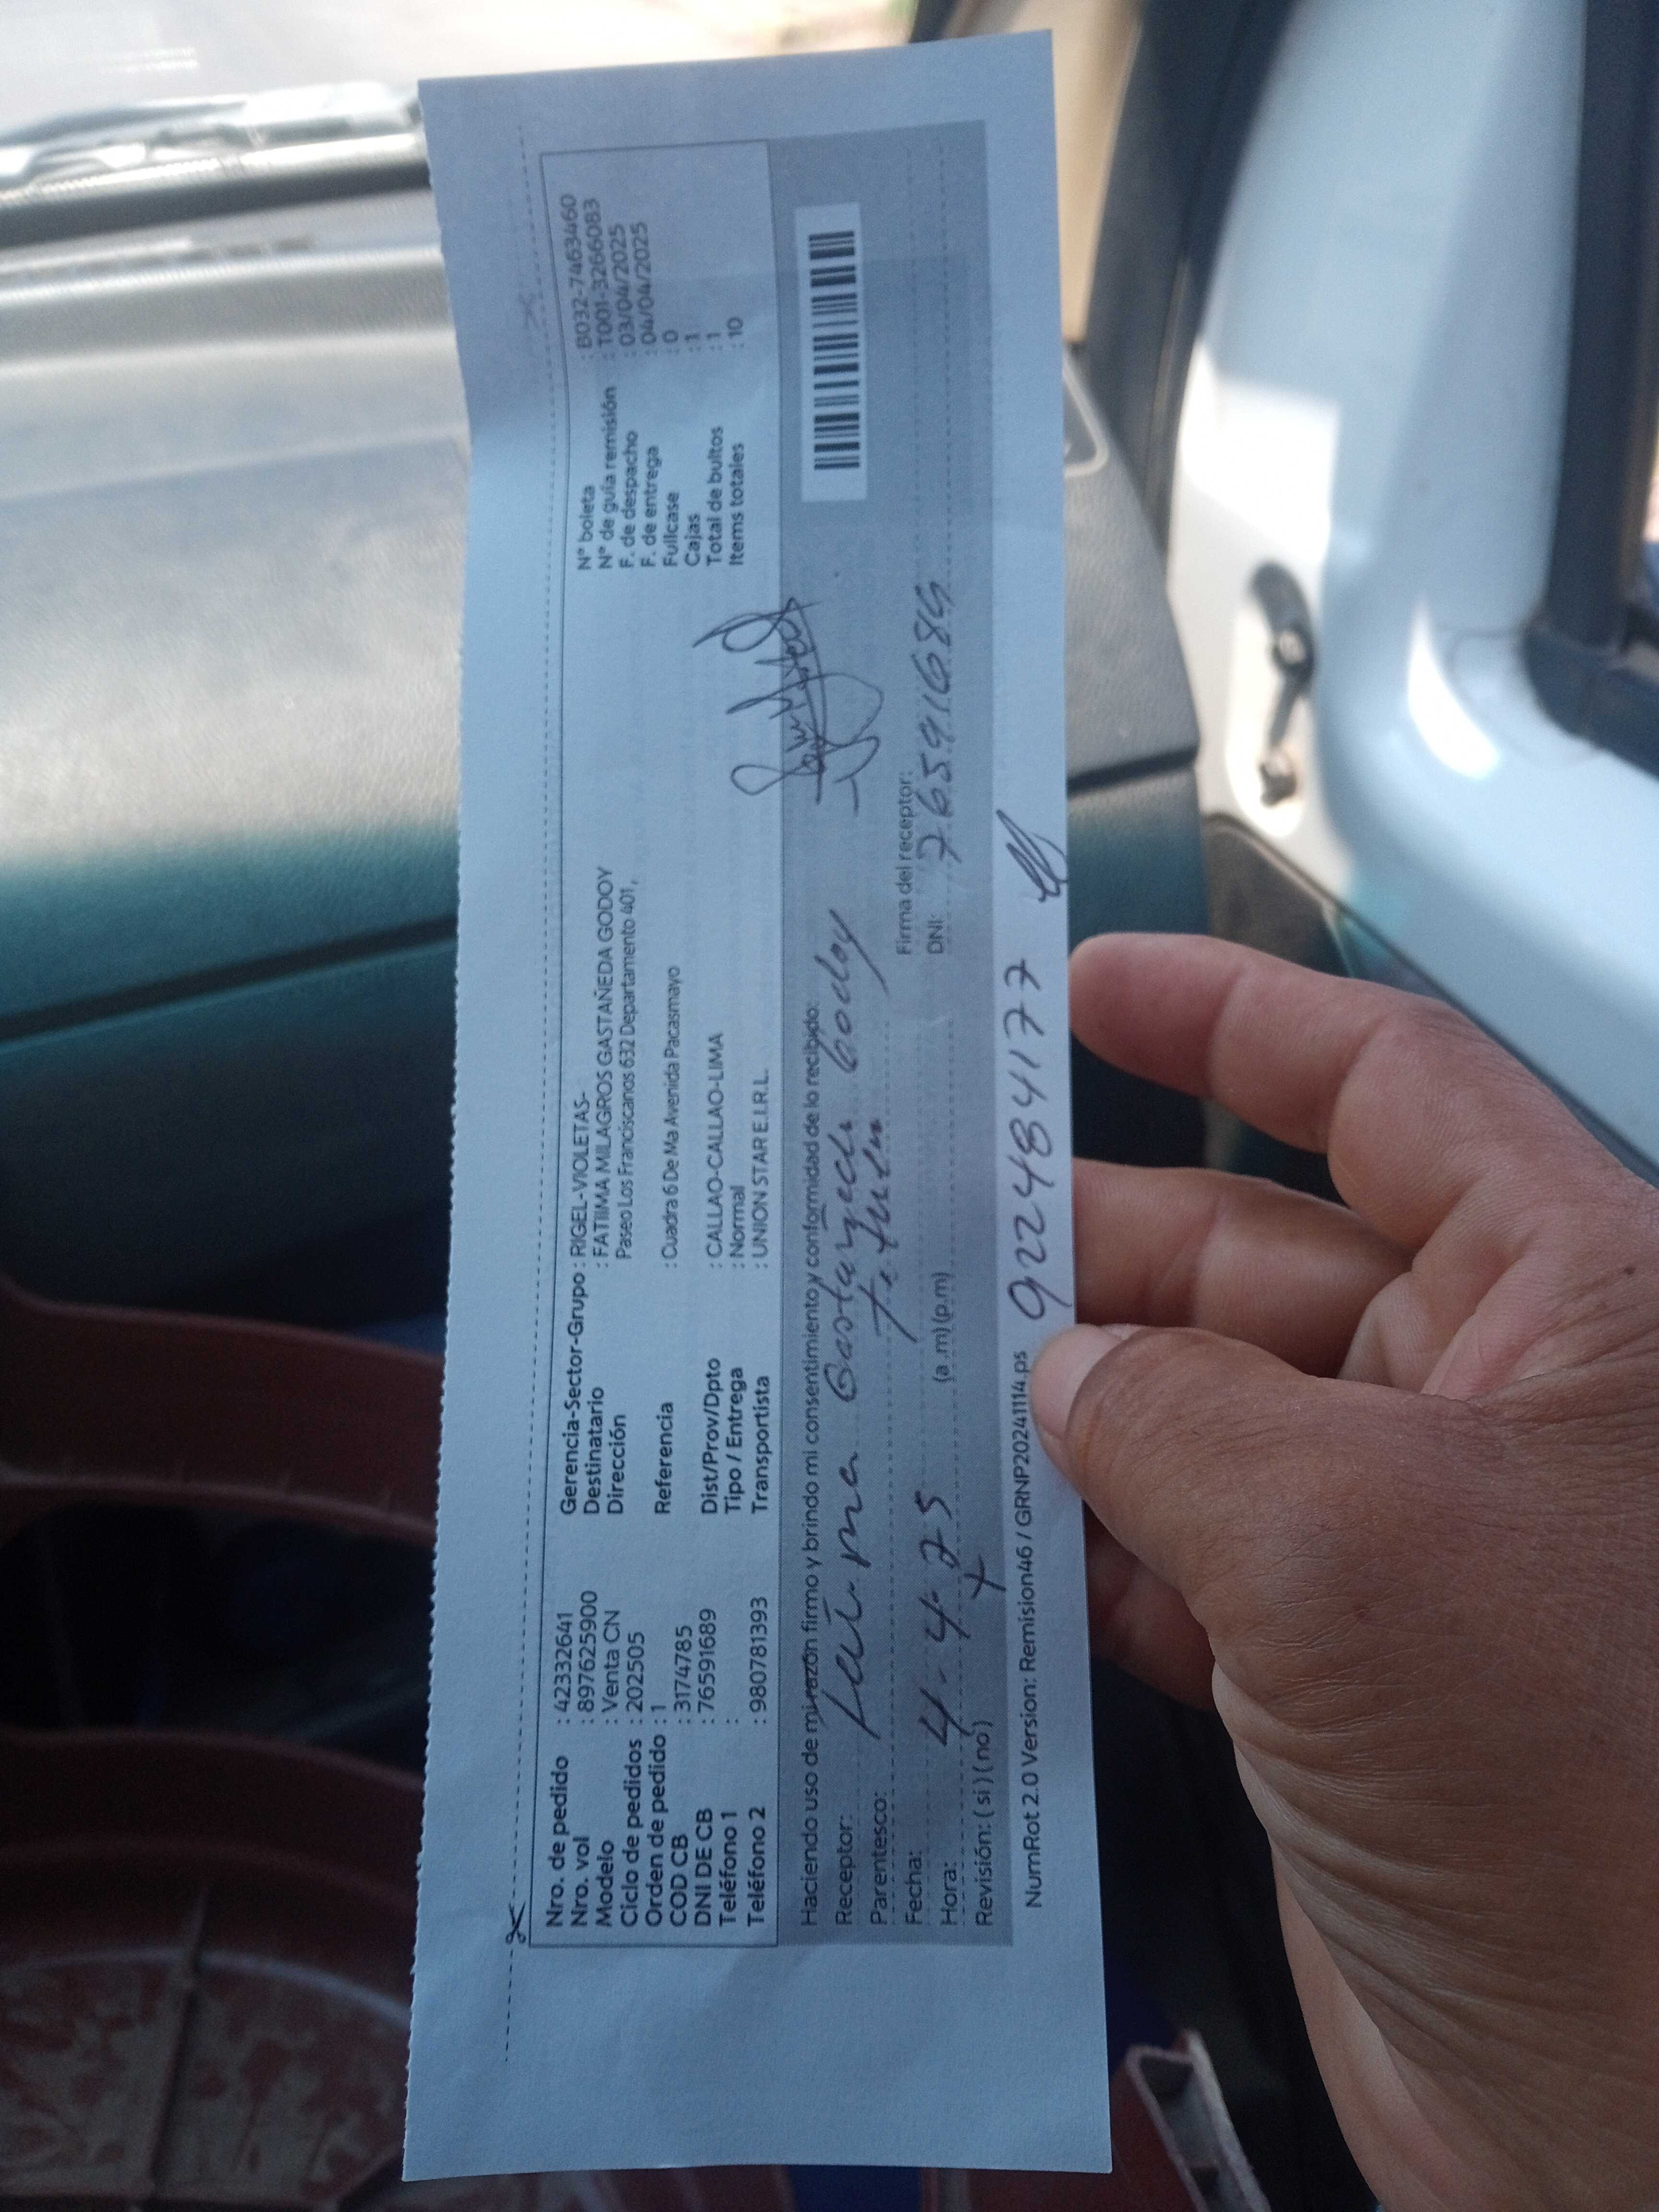 Nro. de pedido : 42332641
Nro. vol : 897625900
Modelo : Venta CN
Ciclo de pedidos : 202505
Orden de pedido : 1
COD CB : 3174785
DNI DE CB : 76591689
Teléfono 1 :
Teléfono 2 : 980781393
Gerencia-Sector-Grupo : RIGEL-VIOLETAS-
Destinatario : FATIIMA MILAGROS GASTAÑEDA GODOY
Dirección Paseo Los Franciscanos 632 Departamento 401,
Referencia : Cuadra 6 De Ma Avenida Pacasmayo
Dist/Prov/Dpto : CALLAO-CALLAO-LIMA
Tipo / Entrega : Normal
Transportista : UNION STAR E.I.R.L.
N° boleta : B032-7463460
N° de guía remisión : T001-3266083
F. de despacho : 03/04/2025
F. de entrega : 04/04/2025
Fullcase : 0
Cajas : 1
Total de bultos : 1
Items totales : 10
Haciendo uso de mi razón firmo y brindo mi consentimiento y conformidad de lo recibido:
Receptor: Godoy
Parentesco:
Fecha: 4-4-25
Hora: (a.m) (p.m)
Revisión: ( si ) ( no )
Firma del receptor:
DNI: 76591689
NumRot 2.0 Version: Remision46 / GRNP20241114.ps 922484177